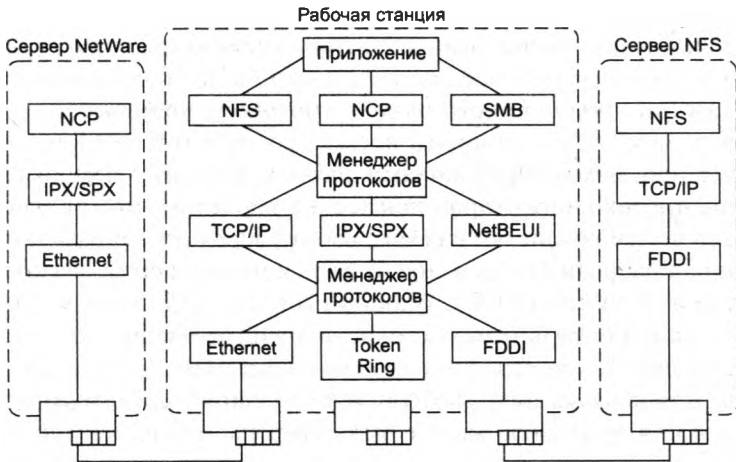 Рабочая станция
Сервер NetWare
Сервер NFS
Приложение
NCP
NFS
NCP
SMB
NFS
Менеджер
протоколов
IPX/SPX
TCP/IP
TCP/IP
IPX/SPX
NetBEUI
Ethernet
FDDI
Менеджер
протоколов
Ethernet
Token
Ring
FDDI